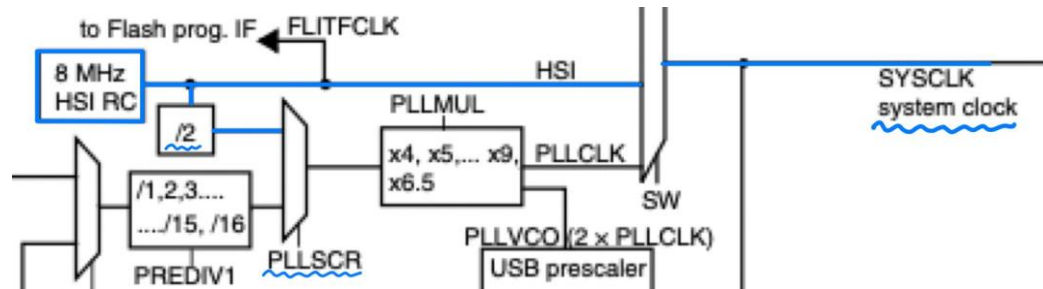 to Flash prog. IF
FLITFCLK
8 MHz
HSI RC
HSI
SYSCLK
system clock
/2
PLLMUL
x4, x5,... x9,
x6.5
PLLCLK
SW
/1,2,3....
..../15, /16
PREDIV1
PLLSCR
PLLVCO (2 x PLLCLK)
USB prescaler